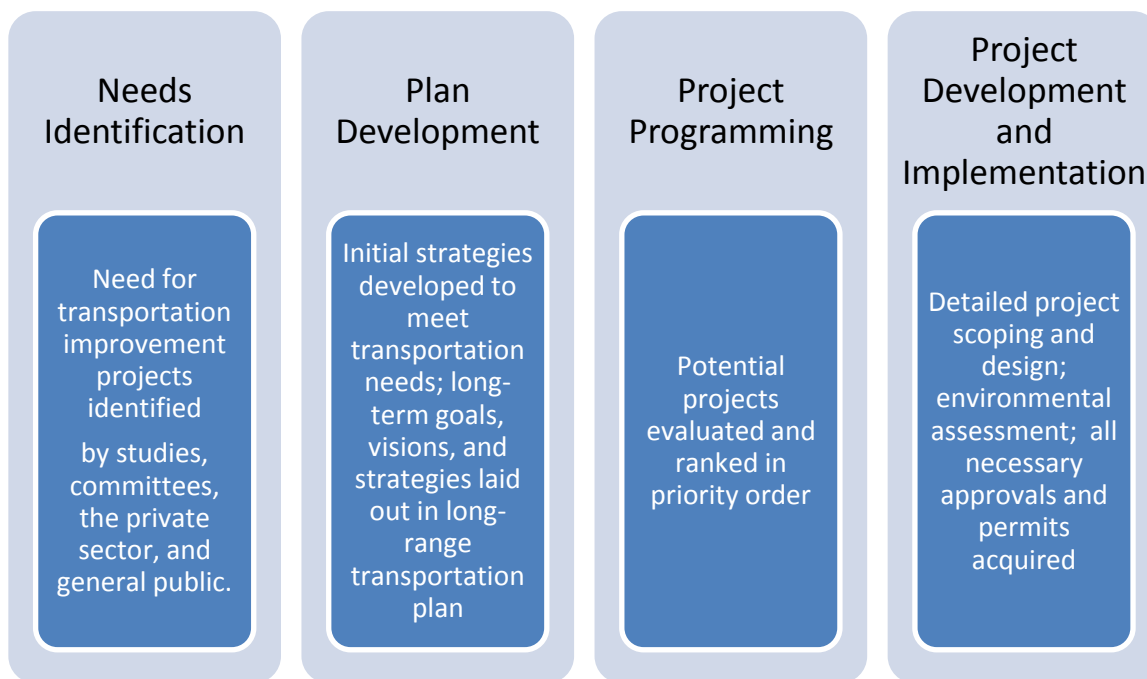 Needs
Identification
Need for
transportation
improvement
projects
identified
by studies,
committees,
the private
sector, and
general public.
Plan
Development
Initial strategies
developed to
meet
transportation
needs; long-
term goals,
visions, and
strategies laid
out in long-
range
transportation
plan
Project
Programming
Potential
projects
evaluated and
ranked in
priority order
Project
Development
and
Implementation
Detailed project
scoping and
design;
environmental
assessment;  all
necessary
approvals and
permits
acquired